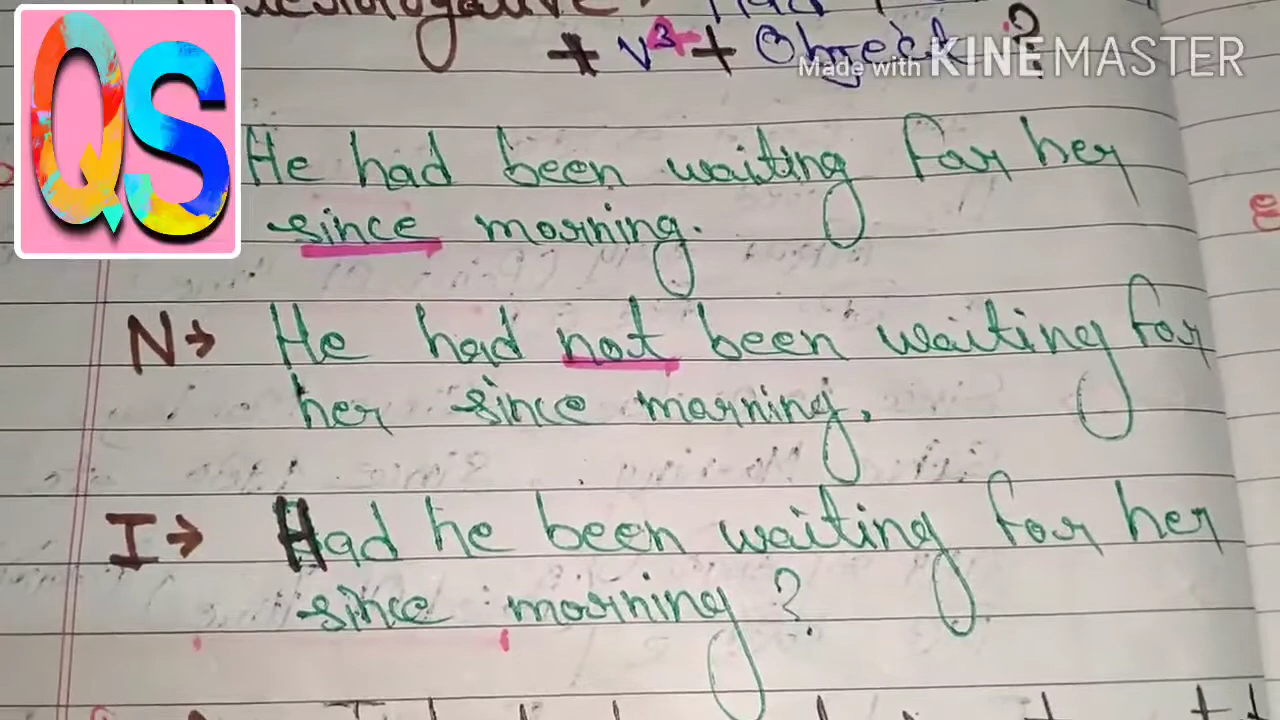 + V3 + Object ?
Made with KINEMASTER
QS
He had been waiting for her
since morning.
N→ He had not been waiting for
her since morning.
I→ Had he been waiting for her
since morning?